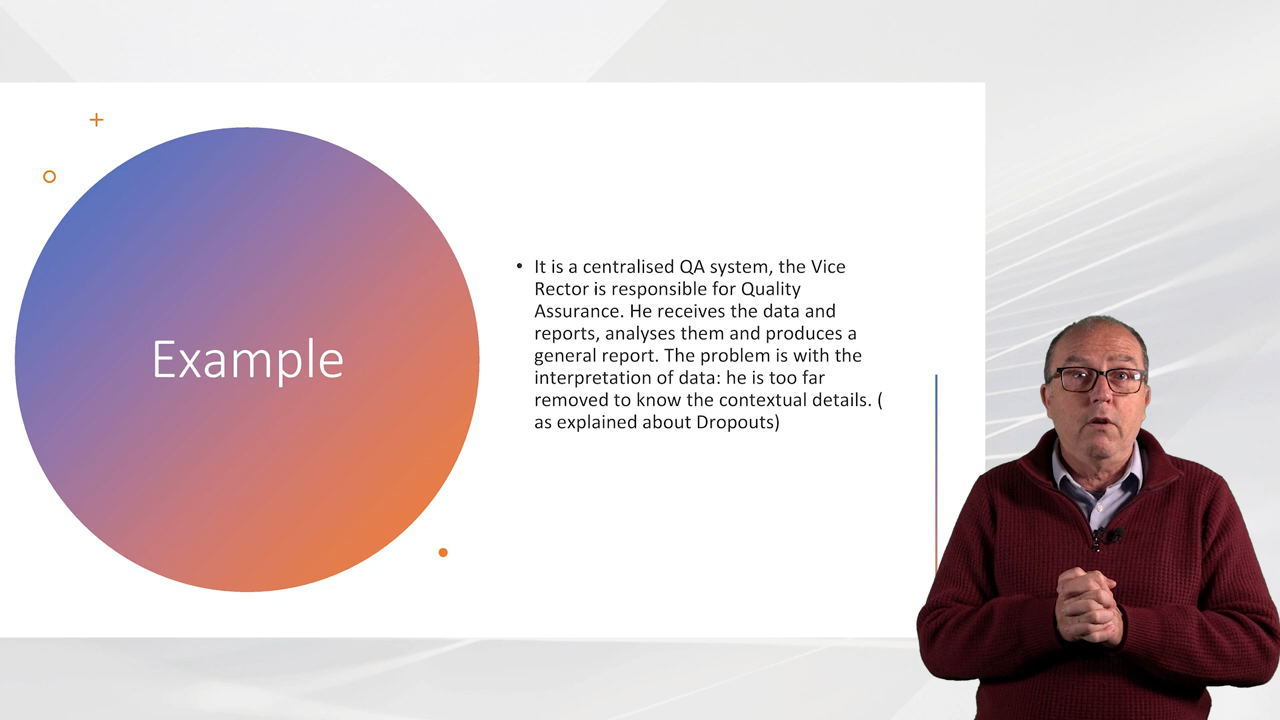 Example
• It is a centralised QA system, the Vice
Rector is responsible for Quality
Assurance. He receives the data and
reports, analyses them and produces a
general report. The problem is with the
interpretation of data: he is too far
removed to know the contextual details. (
as explained about Dropouts)